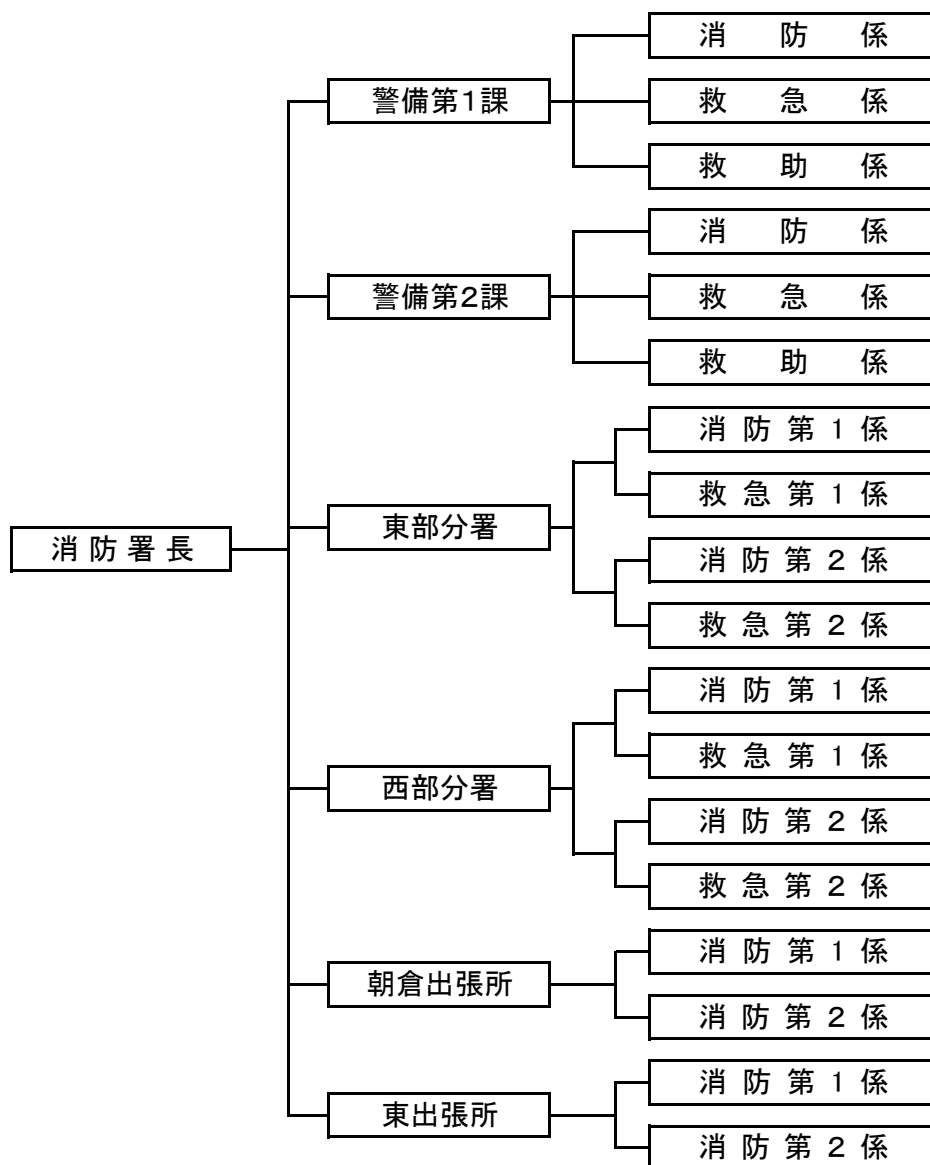 消防係
警備第1課
救急係
救助係
消防係
警備第2課
救急係
救助係
消防第1係
救急第1係
東部分署
消防署長
消防第2係
救急第2係
消防第1係
救急第1係
西部分署
消防第2係
救急第2係
消防第1係
朝倉出張所
消防第2係
消防第1係
東出張所
消防第2係